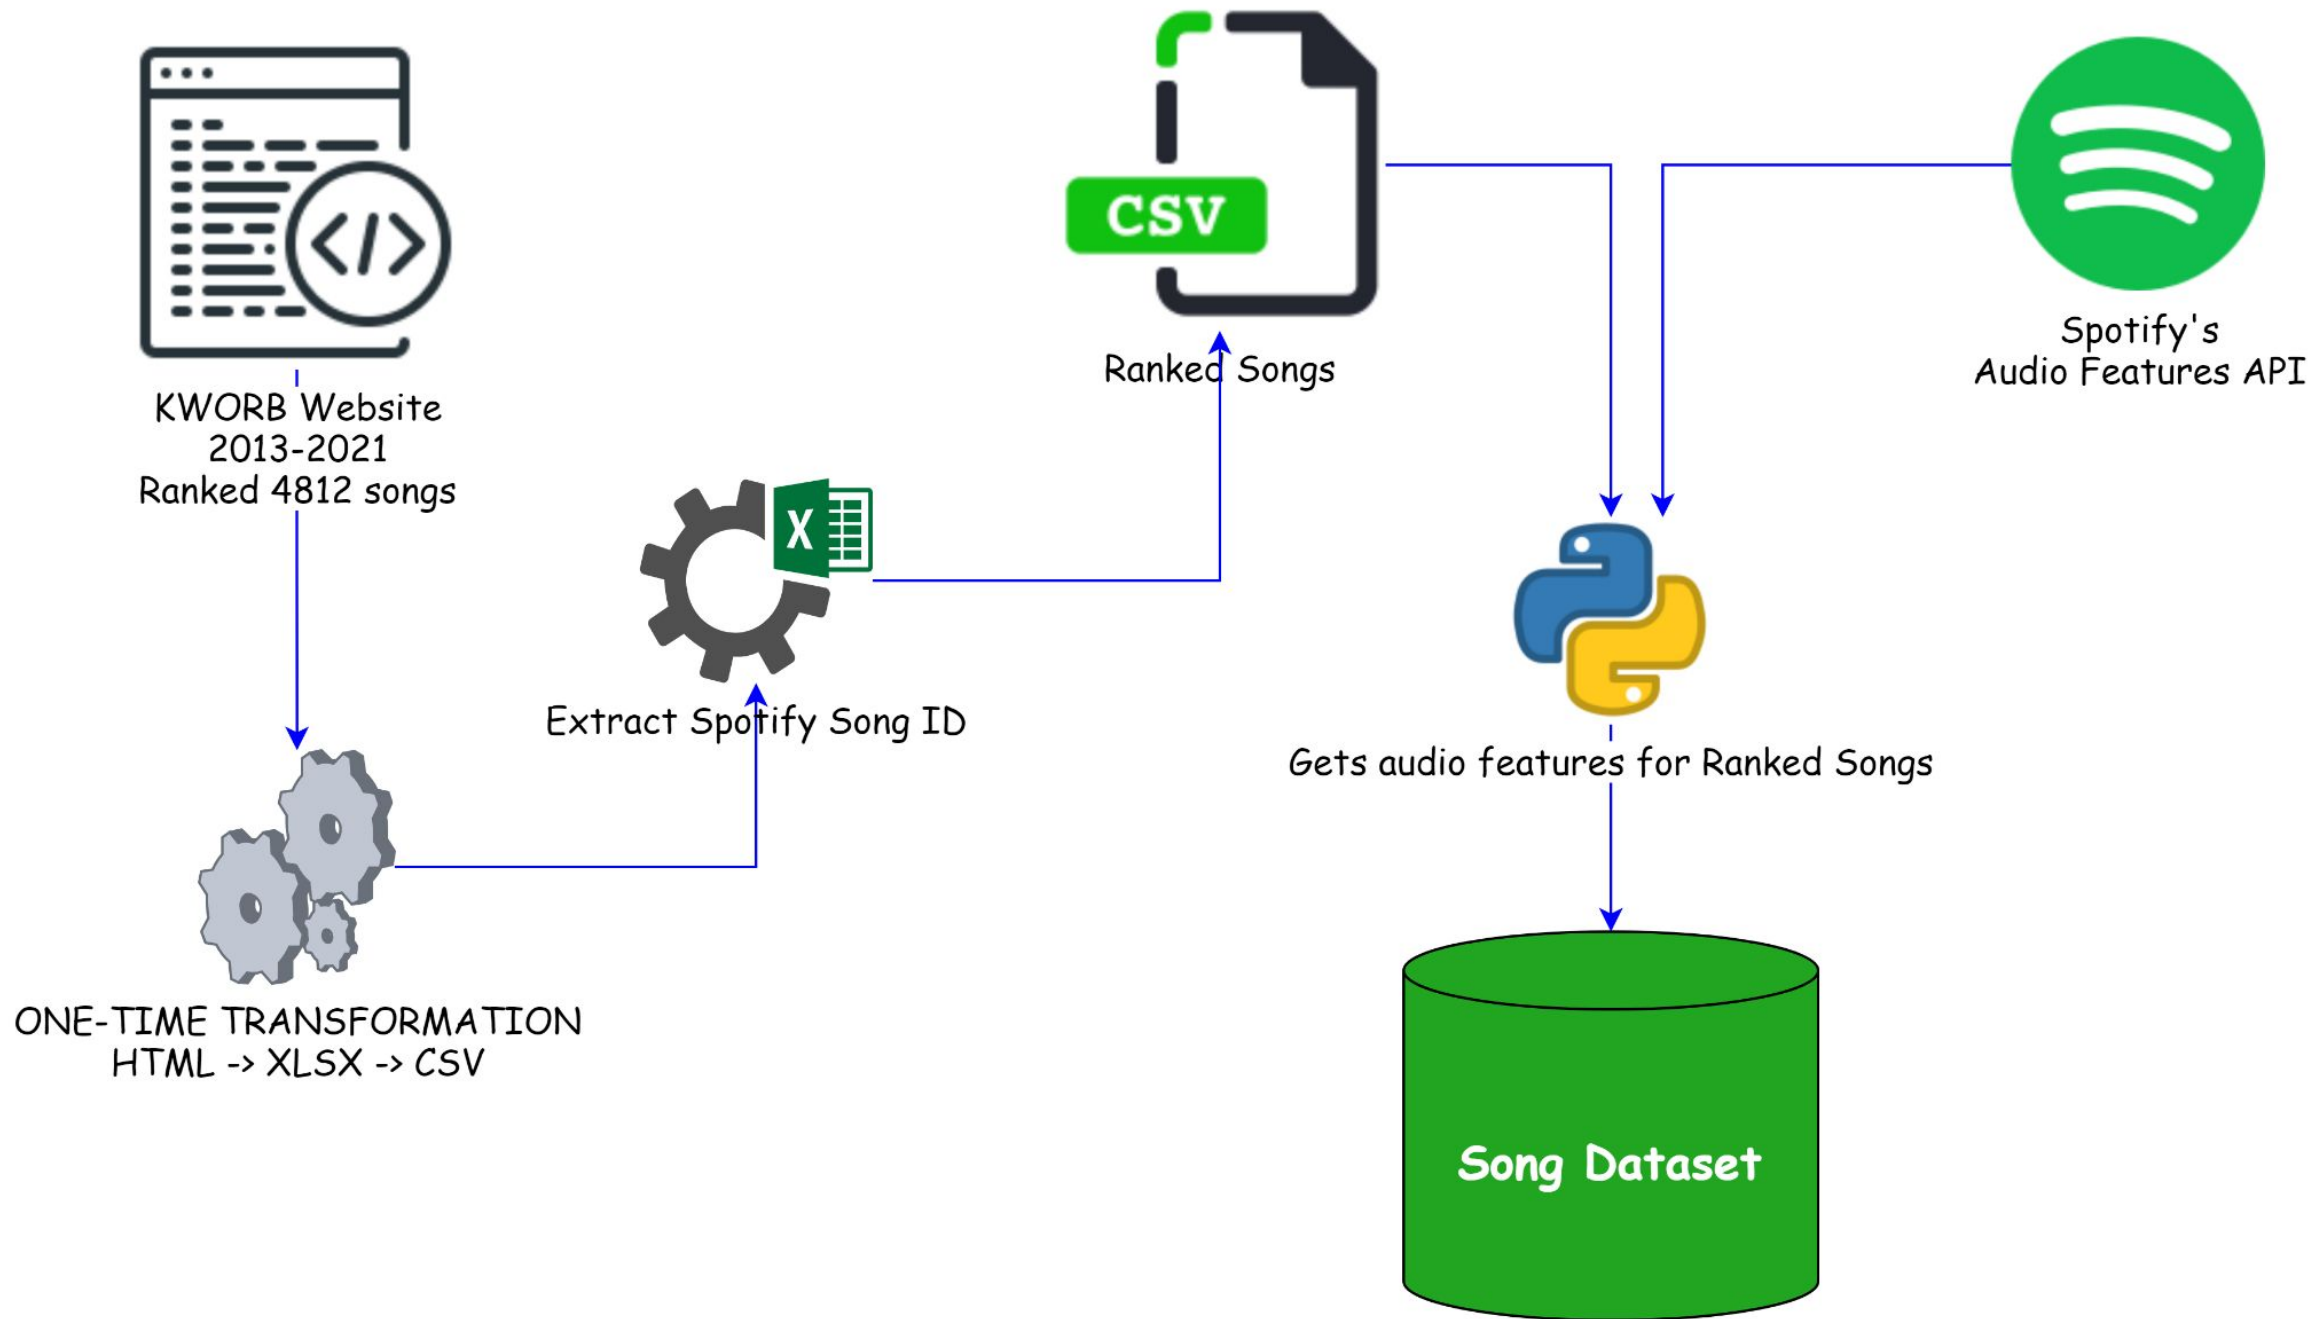 KWORB Website
2013-2021
Ranked 4812 songs
ONE-TIME TRANSFORMATION
HTML -> XLSX -> CSV
X
Extract Spotify Song ID
CSV
Ranked Songs
Spotify's
Audio Features API
Gets audio features for Ranked Songs
Song Dataset